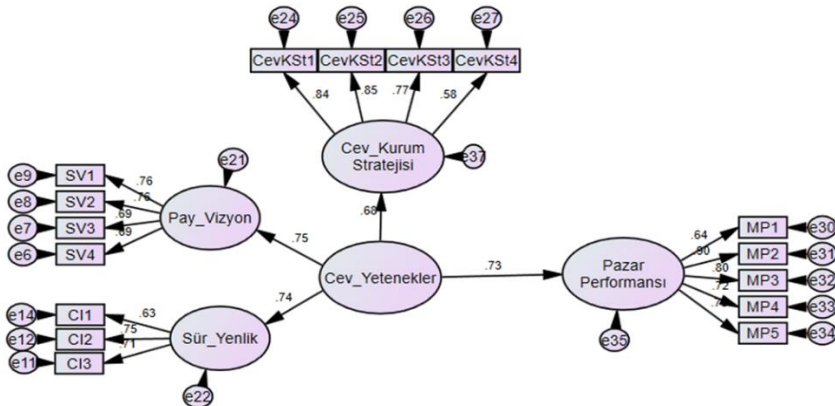 e24 e25 e26 e27
CevKSt1 CevKSt2 CevKSt3 CevKSt4
.84 .85 .77 .58
Cev_Kurum
Stratejisi
e37
e9 SV1 .76
e8 SV2 .76
e7 SV3 .69
e6 SV4 .69
e21
Pay_Vizyon
.75
.68
Cev_Yetenekler
.73
.74
e14 CI1 .63
e12 CI2 .75
e11 CI3 .71
Sür_Yenlik
e22
Pazar
Performansı
e35
.64 MP1 e30
.90 MP2 e31
.80 MP3 e32
.72 MP4 e33
MP5 e34